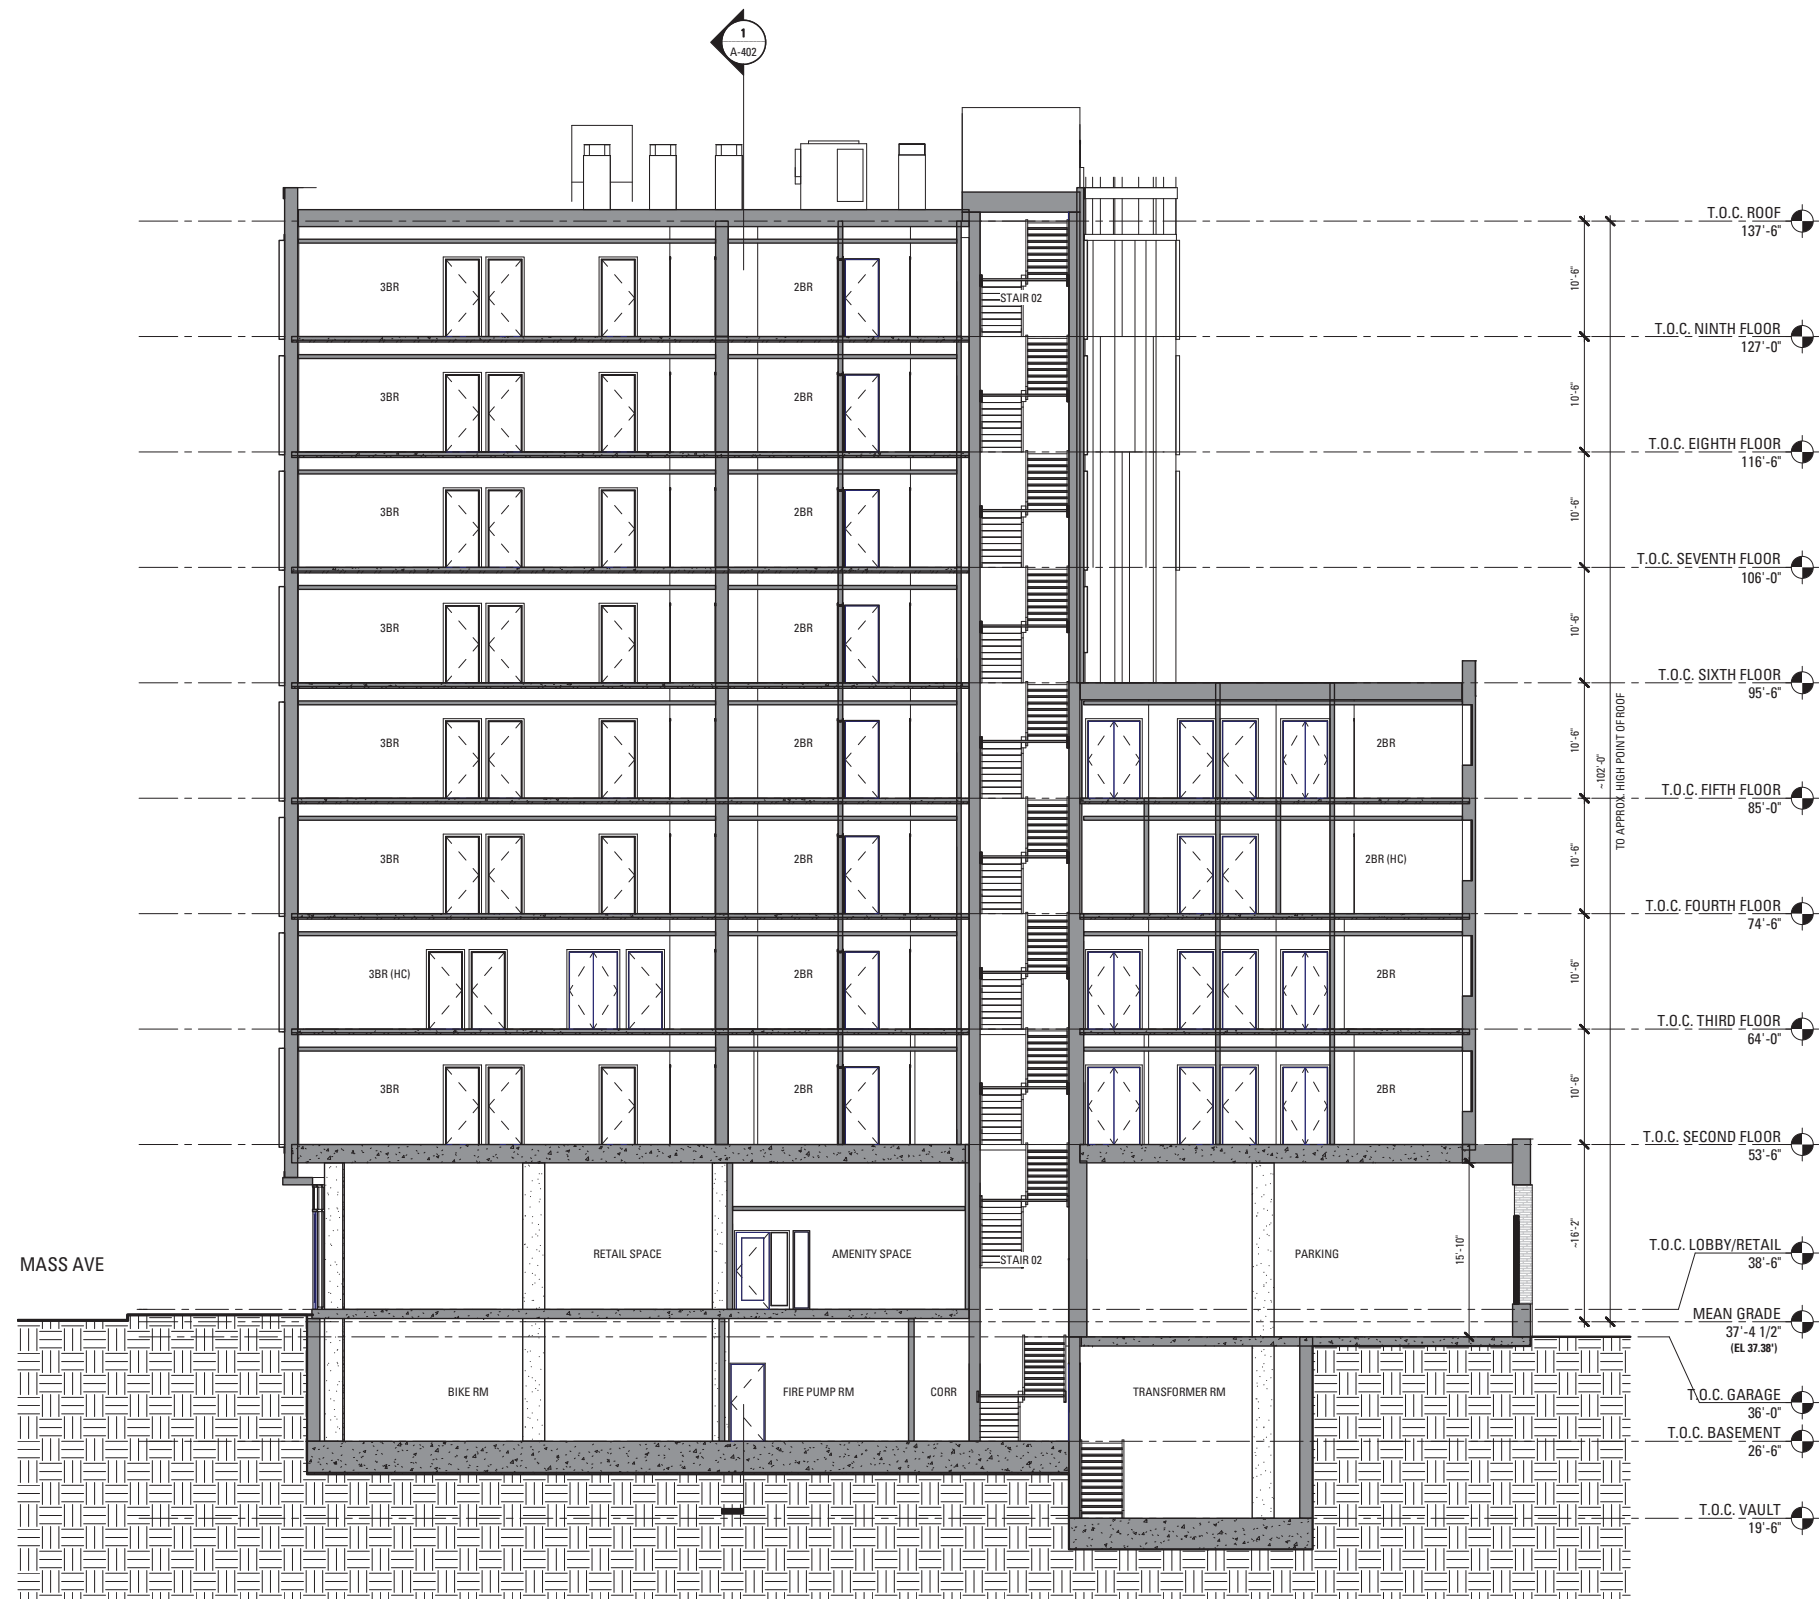 1
A-402
T.O.C. ROOF
137'-6"
10'-6"
3BR
2BR
STAIR 02
T.O.C. NINTH FLOOR
127'-0"
10'-6"
3BR
2BR
T.O.C. EIGHTH FLOOR
116'-6"
10'-6"
3BR
2BR
T.O.C. SEVENTH FLOOR
106'-0"
10'-6"
3BR
2BR
T.O.C. SIXTH FLOOR
95'-6"
10'-6"
3BR
2BR
2BR
~102'-0"
TO APPROX. HIGH POINT OF ROOF
T.O.C. FIFTH FLOOR
85'-0"
10'-6"
3BR
2BR
2BR (HC)
T.O.C. FOURTH FLOOR
74'-6"
10'-6"
3BR (HC)
2BR
2BR
T.O.C. THIRD FLOOR
64'-0"
10'-6"
3BR
2BR
2BR
T.O.C. SECOND FLOOR
53'-6"
~16'-2"
15'-10"
MASS AVE
RETAIL SPACE
AMENITY SPACE
STAIR 02
PARKING
T.O.C. LOBBY/RETAIL
38'-6"
MEAN GRADE
37'-4 1/2"
(EL 37.38')
BIKE RM
FIRE PUMP RM
CORR
TRANSFORMER RM
T.O.C. GARAGE
36'-0"
T.O.C. BASEMENT
26'-6"
T.O.C. VAULT
19'-6"